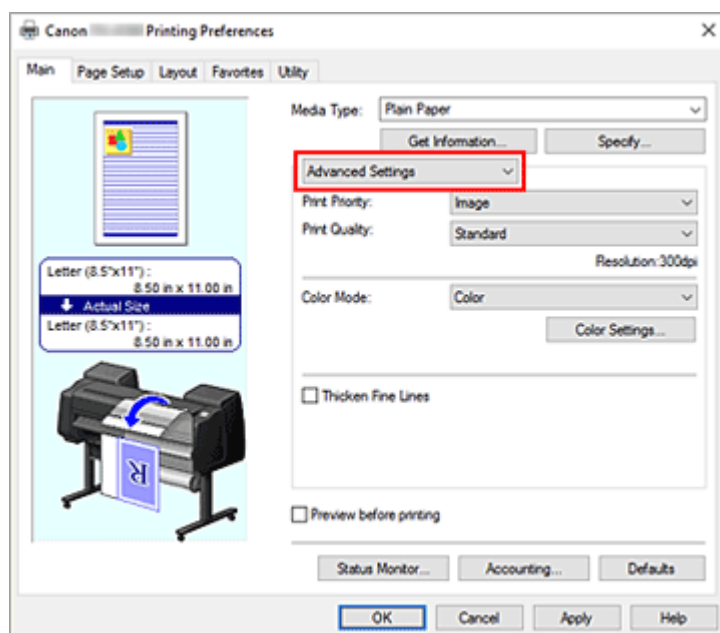 Canon Printing Preferences
Main Page Setup Layout Favorites Utility
Media Type: Plain Paper
Get Information... Specify...
Advanced Settings
Print Priority: Image
Print Quality: Standard
Resolution:300dpi
Color Mode: Color
Color Settings...
Thicken Fine Lines
Letter (8.5"x11") :
8.50 in x 11.00 in
Actual Size
Letter (8.5"x11") :
8.50 in x 11.00 in
R
Preview before printing
Status Monitor... Accounting... Defaults
OK Cancel Apply Help